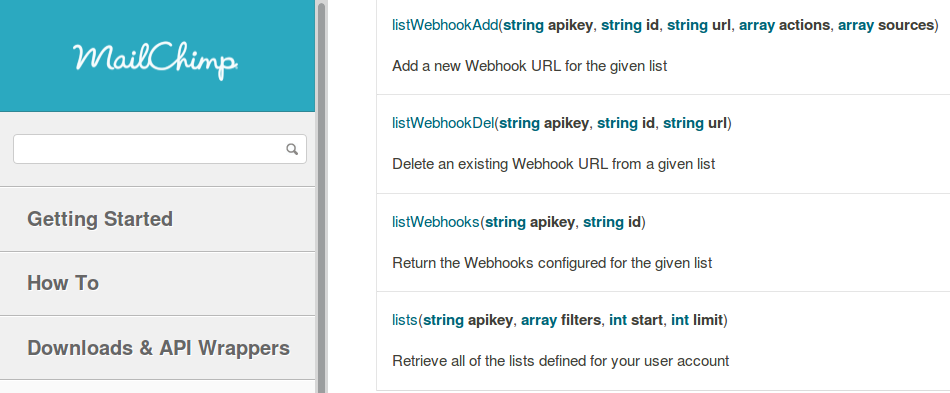 MailChimp
Getting Started
How To
Downloads & API Wrappers
listWebhookAdd(string apikey, string id, string url, array actions, array sources)
Add a new Webhook URL for the given list
listWebhookDel(string apikey, string id, string url)
Delete an existing Webhook URL from a given list
listWebhooks(string apikey, string id)
Return the Webhooks configured for the given list
lists(string apikey, array filters, int start, int limit)
Retrieve all of the lists defined for your user account